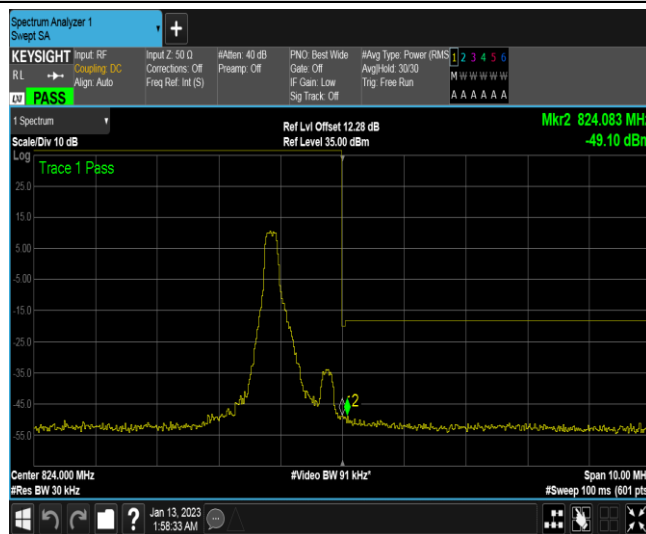 Spectrum Analyzer 1
Swept SA
+
KEYSIGHT Input: RF Input Z: 50 Ω #Atten: 40 dB PNO: Best Wide #Avg Type: Power (RMS 1 2 3 4 5 6
RL Coupling: DC Corrections: Off Preamp: Off Gate: Off Avg|Hold: 30/30 M W W W W W
Align: Auto Freq Ref: Int (S) IF Gain: Low Trig: Free Run
LXI PASS Sig Track: Off A A A A A A
1 Spectrum Ref Lvl Offset 12.28 dB Mkr2 824.083 MHz
Scale/Div 10 dB Ref Level 35.00 dBm -49.10 dBm
Log
Trace 1 Pass
25.0
15.0
5.00
-5.00
-15.0
-25.0
-35.0
-45.0
2
-55.0
Center 824.000 MHz #Video BW 91 kHz* Span 10.00 MH
#Res BW 30 kHz #Sweep 100 ms (601 pts
? Jan 13, 2023
1:58:33 AM